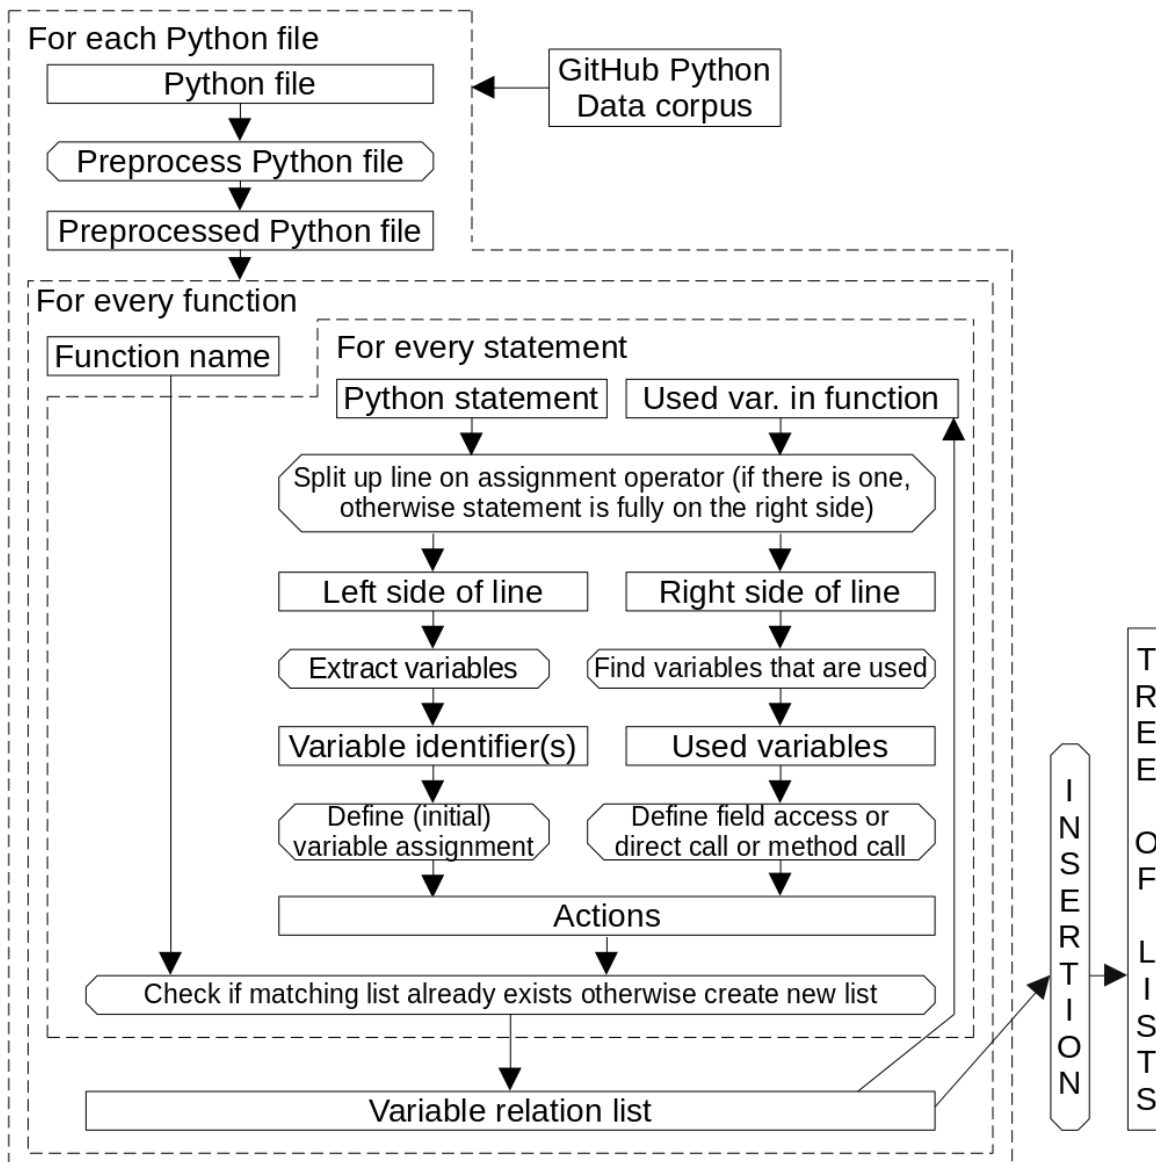 For each Python file
Python file
GitHub Python
Data corpus
Preprocess Python file
Preprocessed Python file
For every function
Function name
For every statement
Python statement
Used var. in function
Split up line on assignment operator (if there is one,
otherwise statement is fully on the right side)
Left side of line
Right side of line
Extract variables
Find variables that are used
Variable identifier(s)
Used variables
Define (initial)
variable assignment
Define field access or
direct call or method call
Actions
Check if matching list already exists otherwise create new list
Variable relation list
INSERTION
TREE OF LISTS